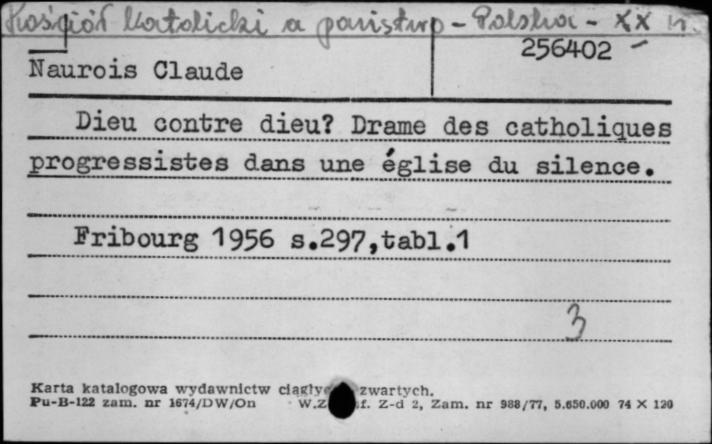 Kościół Katolicki a państwo - Polska - XX w.
256402
Naurois Claude
Dieu contre dieu? Drame des catholiques
progressistes dans une église du silence.
Fribourg 1956 s.297,tabl.1
3
Karta katalogowa wydawnictw zwartych.
Pu-B-122 zam. nr 1674/DW/On W.Z f. Z-d 2, Zam. nr 988/77, 5.650.000 74 X 120